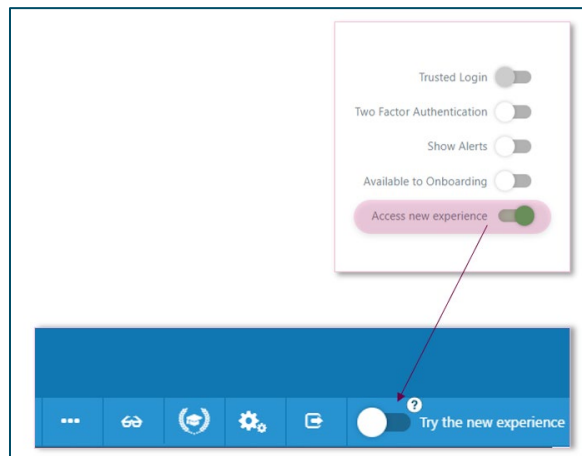 Trusted Login
Two Factor Authentication
Show Alerts
Available to Onboarding
Access new experience
?
Try the new experience